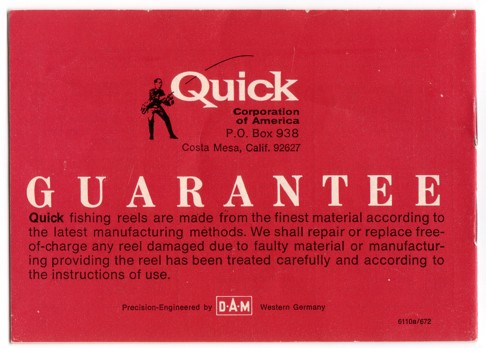 Quick
Corporation
of America
P.O. Box 938
Costa Mesa, Calif. 92627
GUARANTEE
Quick fishing reels are made from the finest material according to
the latest manufacturing methods. We shall repair or replace free-
of-charge any reel damaged due to faulty material or manufactur-
ing providing the reel has been treated carefully and according to
the instructions of use.
Precision-Engineered by D·A·M Western Germany
6110a/672